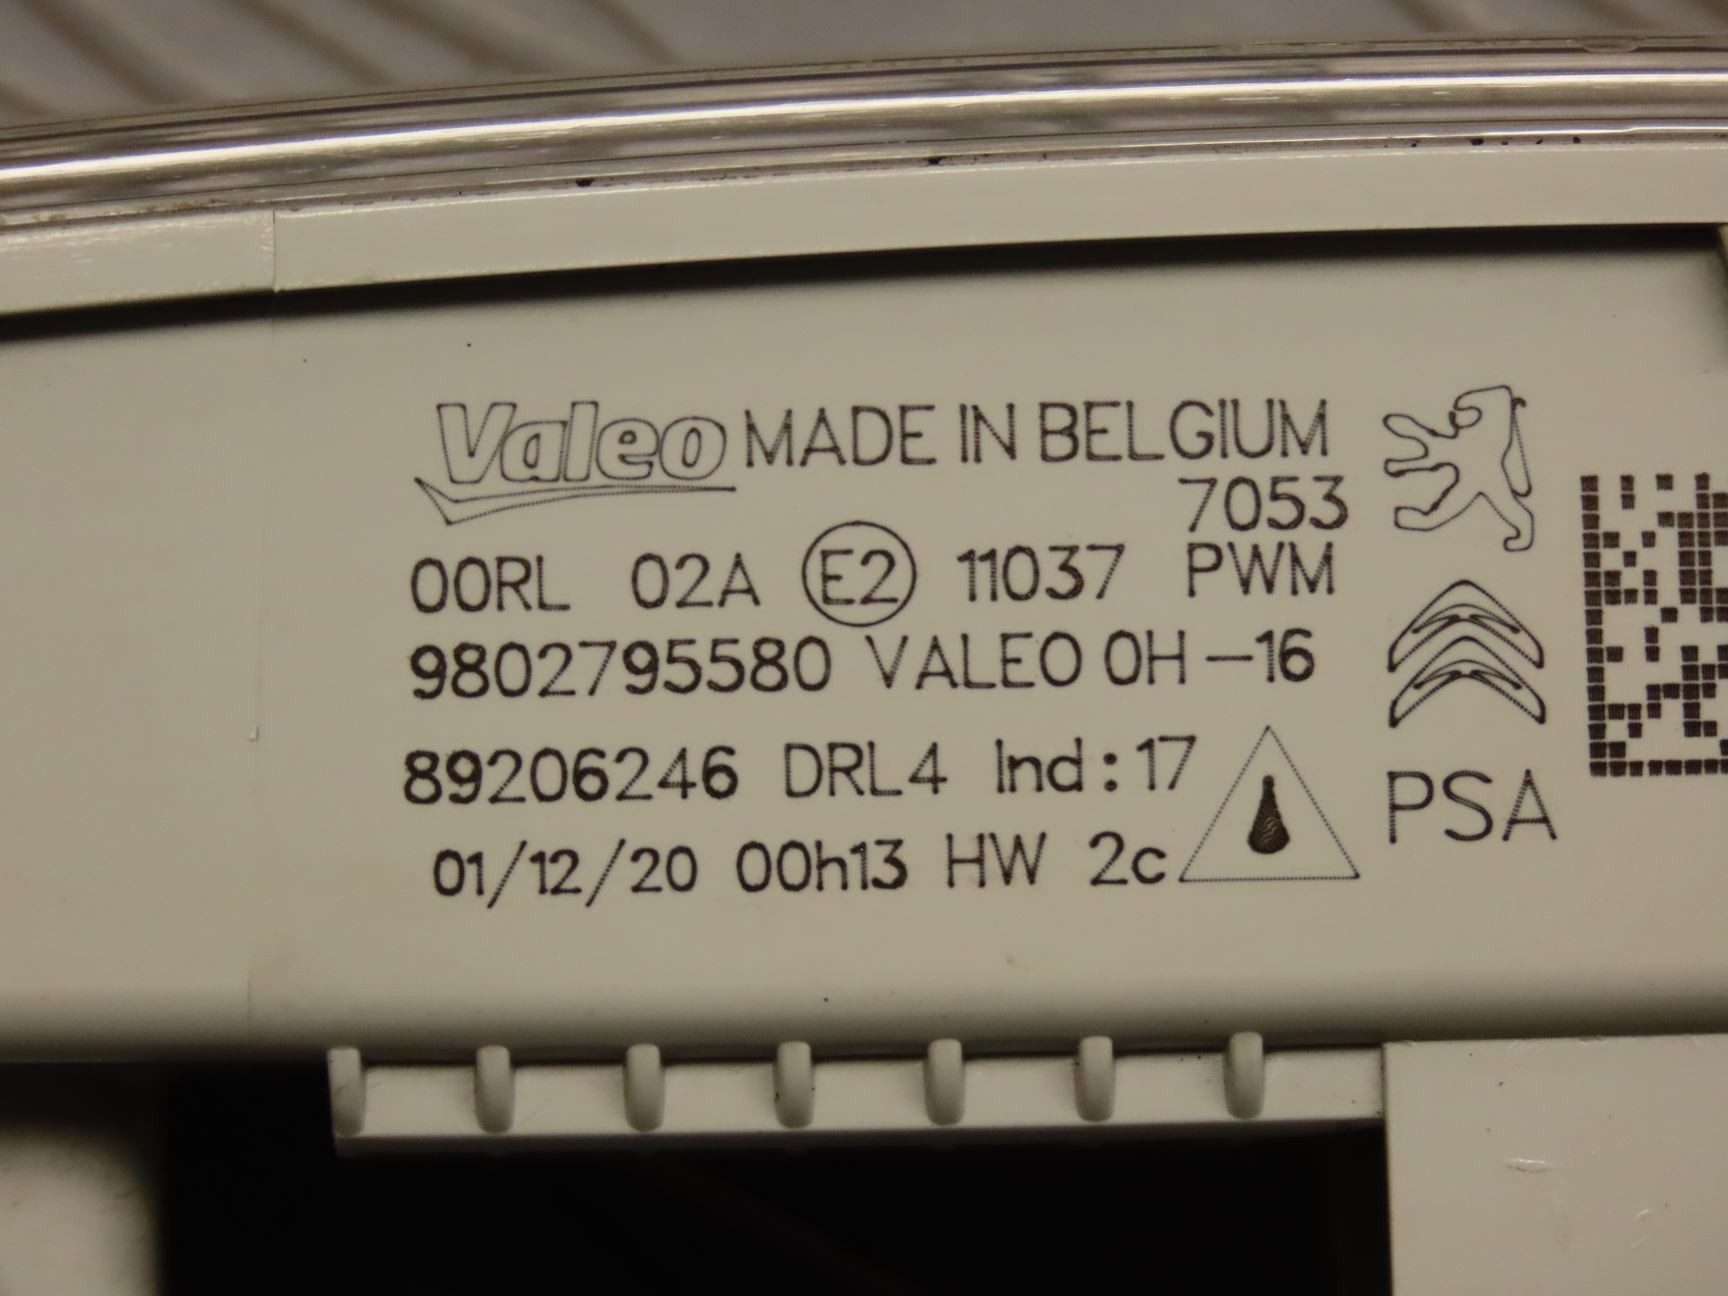 Valeo MADE IN BELGIUM
7053
00RL 02A E2 11037 PWM
9802795580 VALEO 0H-16
89206246 DRL4 Ind:17
PSA
01/12/20 00h13 HW 2c